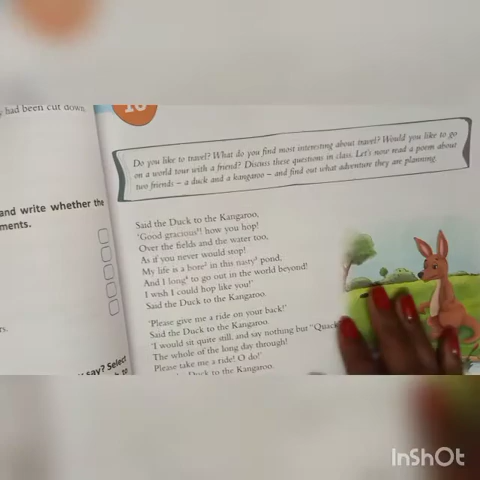 had been cut down.
and write whether the
ments.
rs.
say? Select
10
Do you like to travel? What do you find most interesting about travel? Would you like to go
on a world tour with a friend? Discuss these questions in class. Let's now read a poem about
two friends – a duck and a kangaroo – and find out what adventure they are planning.
Said the Duck to the Kangaroo,
'Good gracious¹! how you hop!
Over the fields and the water too,
As if you never would stop!
My life is a bore² in this nasty³ pond,
And I long⁴ to go out in the world beyond!
I wish I could hop like you!'
Said the Duck to the Kangaroo.
'Please give me a ride on your back!'
Said the Duck to the Kangaroo.
'I would sit quite still, and say nothing but "Quack
The whole of the long day through!
Please take me a ride! O do!'
Duck to the Kangaroo.
InShOt